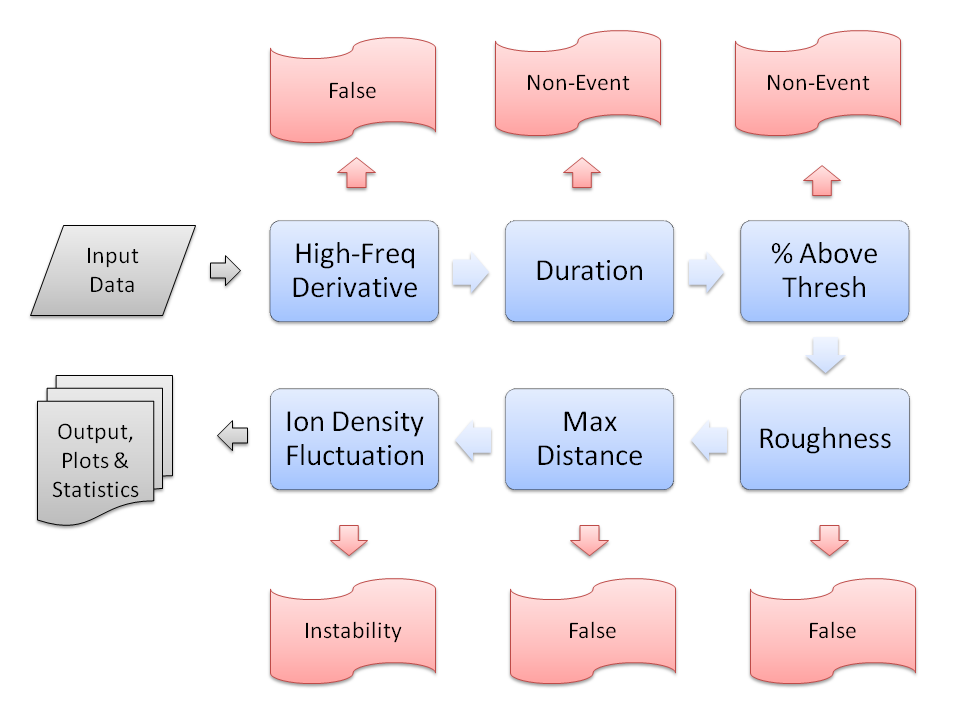 False
Non-Event
Non-Event
Input
Data
High-Freq
Derivative
Duration
% Above
Thresh
Output,
Plots &
Statistics
Ion Density
Fluctuation
Max
Distance
Roughness
Instability
False
False